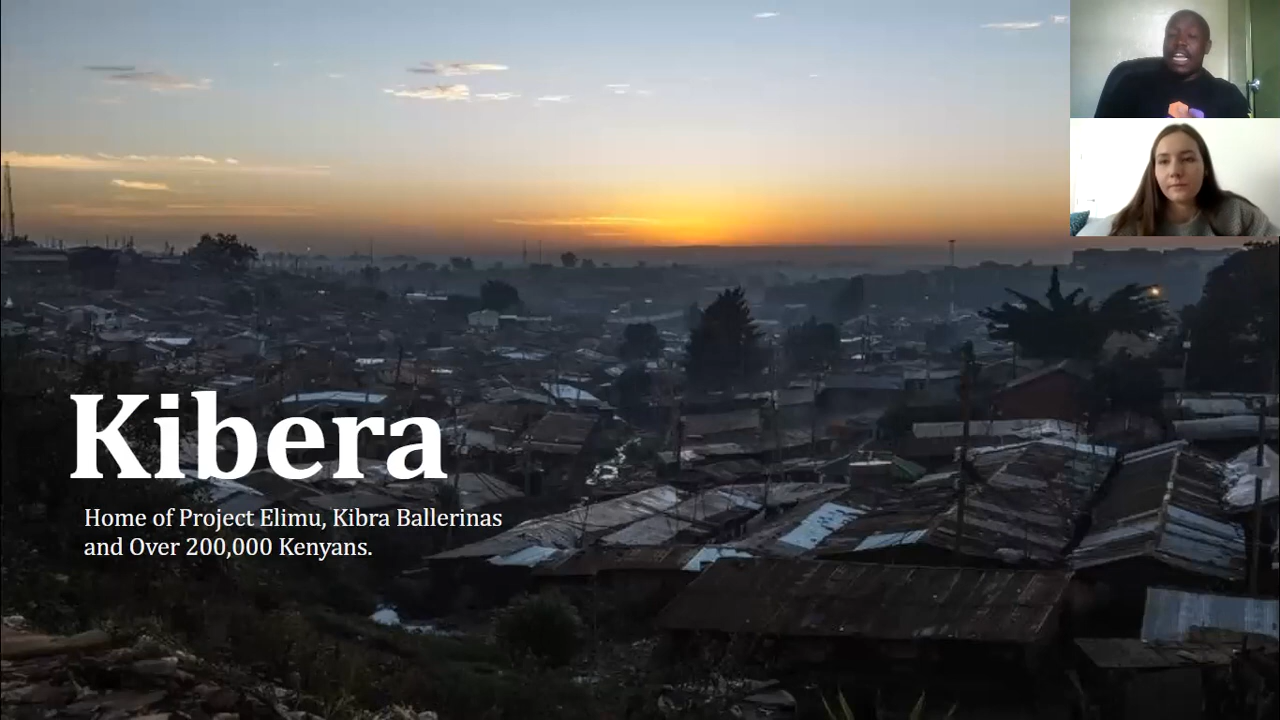 Kibera
Home of Project Elimu, Kibra Ballerinas
and Over 200,000 Kenyans.